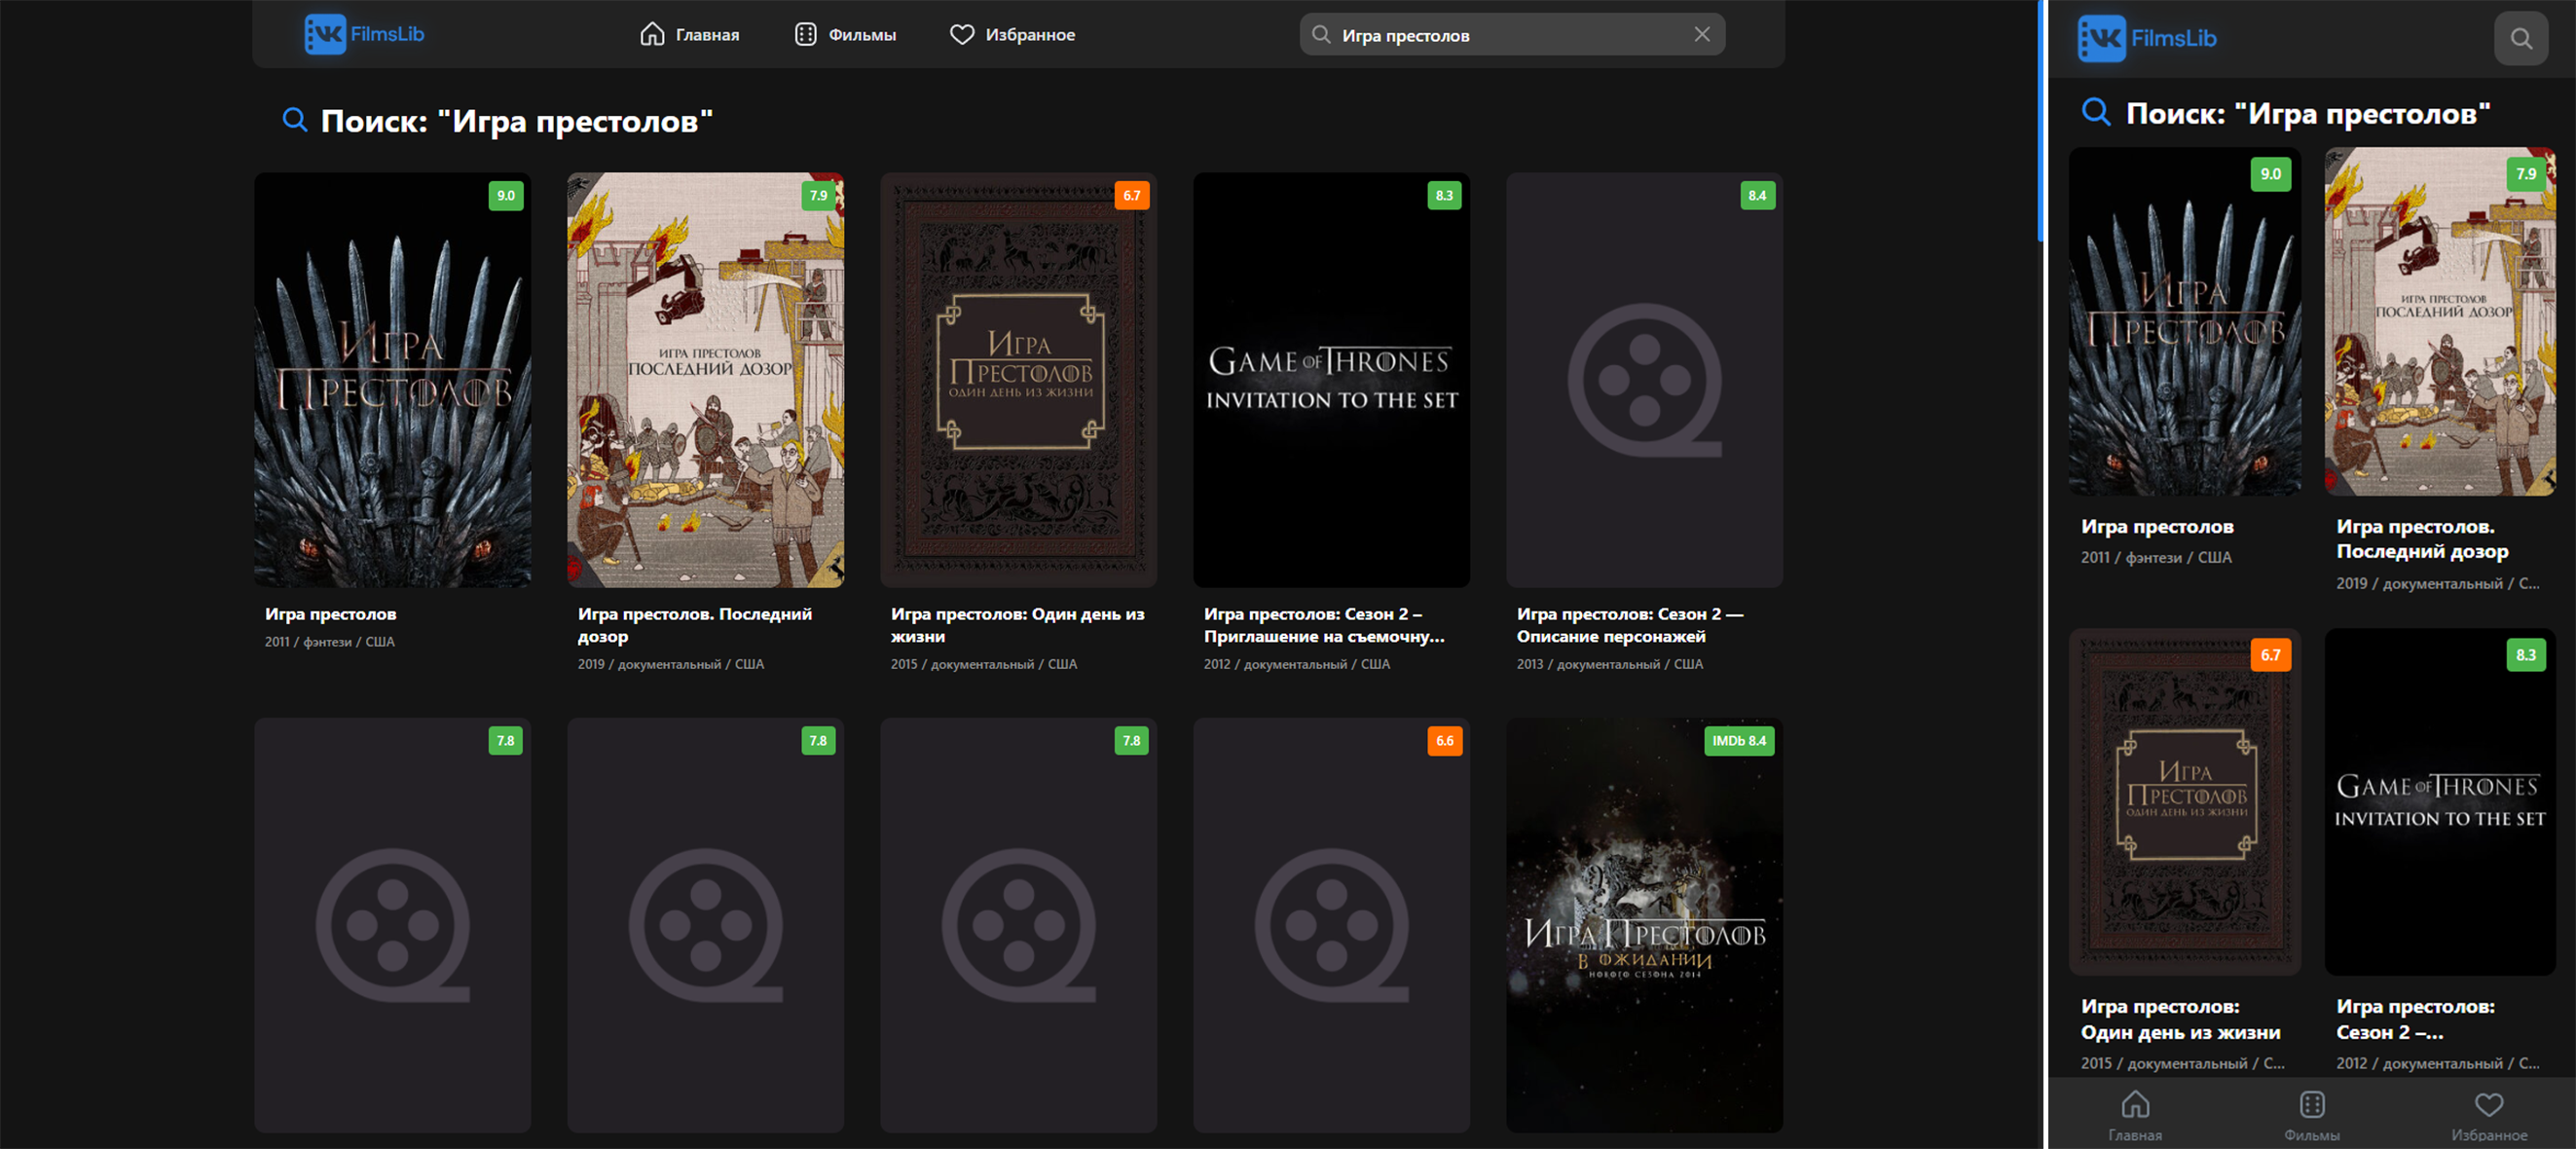 VK FilmsLib
Главная
Фильмы
Избранное
Игра престолов
Поиск: "Игра престолов"
9.0
ИГРА
ПРЕСТОЛОВ
Игра престолов
2011 / фэнтези / США
7.9
ИГРА ПРЕСТОЛОВ
ПОСЛЕДНИЙ ДОЗОР
Игра престолов. Последний
дозор
2019 / документальный / США
6.7
ИГРА
ПРЕСТОЛОВ
ОДИН ДЕНЬ ИЗ ЖИЗНИ
Игра престолов: Один день из
жизни
2015 / документальный / США
8.3
GAME OF THRONES
INVITATION TO THE SET
Игра престолов: Сезон 2 –
Приглашение на съемочну...
2012 / документальный / США
8.4
Игра престолов: Сезон 2 —
Описание персонажей
2013 / документальный / США
7.8
7.8
7.8
6.6
IMDb 8.4
ИГРА ПРЕСТОЛОВ
В ОЖИДАНИИ
НОВОГО СЕЗОНА 2014
VK FilmsLib
Поиск: "Игра престолов"
9.0
ИГРА
ПРЕСТОЛОВ
Игра престолов
2011 / фэнтези / США
7.9
ИГРА ПРЕСТОЛОВ
ПОСЛЕДНИЙ ДОЗОР
Игра престолов.
Последний дозор
2019 / документальный / С...
6.7
ИГРА
ПРЕСТОЛОВ
ОДИН ДЕНЬ ИЗ ЖИЗНИ
Игра престолов:
Один день из жизни
2015 / документальный / С...
8.3
GAME OF THRONES
INVITATION TO THE SET
Игра престолов:
Сезон 2 –...
2012 / документальный / С...
Главная
Фильмы
Избранное